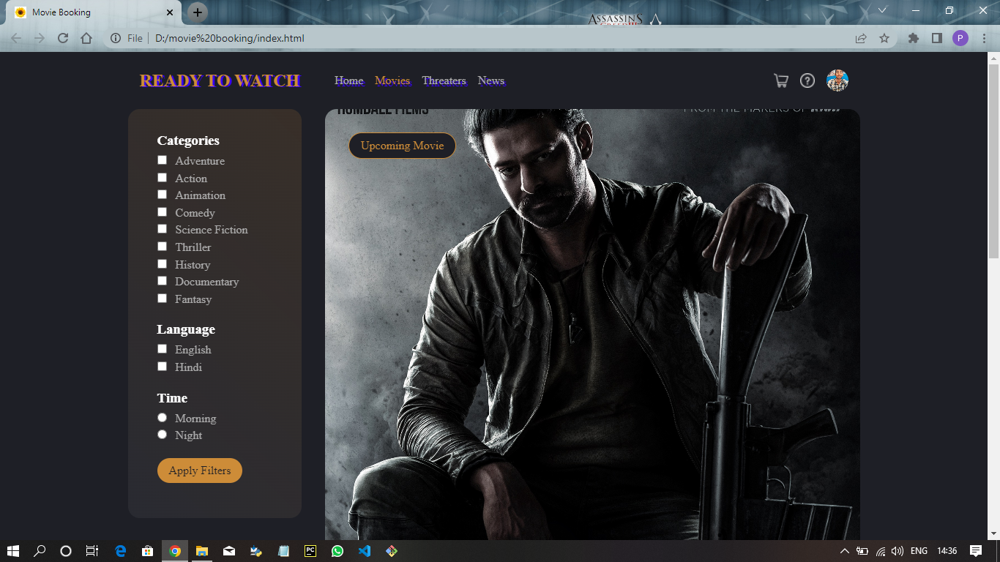 Movie Booking
ASSASSINS
File D:/movie%20booking/index.html
P
READY TO WATCH
Home Movies Threaters News
HOMBALE FILMS
FROM THE MAKERS OF
Upcoming Movie
Categories
Adventure
Action
Animation
Comedy
Science Fiction
Thriller
History
Documentary
Fantasy
Language
English
Hindi
Time
Morning
Night
Apply Filters
PC
ENG 14:36